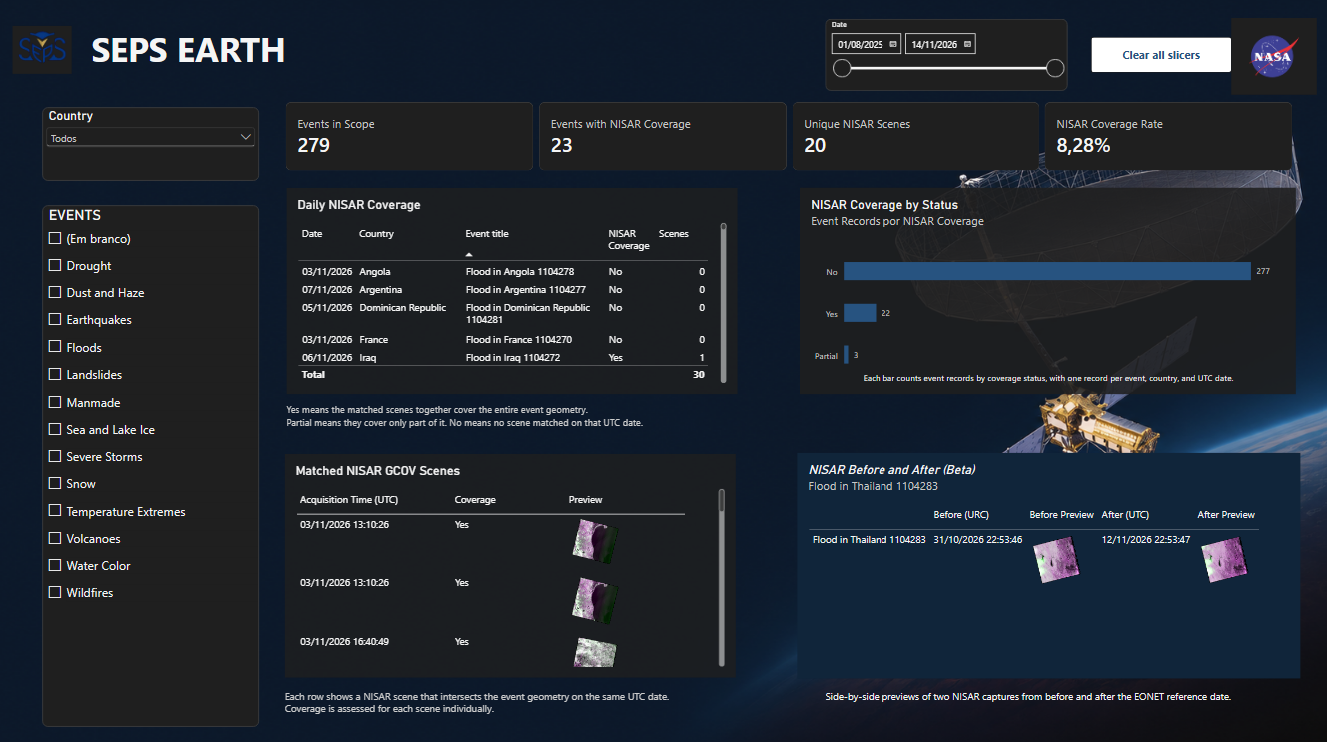 SEPS
SEPS EARTH
Date
01/08/2025
14/11/2026
Clear all slicers
NASA
Country
Todos
Events in Scope
279
Events with NISAR Coverage
23
Unique NISAR Scenes
20
NISAR Coverage Rate
8,28%
EVENTS
(Em branco)
Drought
Dust and Haze
Earthquakes
Floods
Landslides
Manmade
Sea and Lake Ice
Severe Storms
Snow
Temperature Extremes
Volcanoes
Water Color
Wildfires
Daily NISAR Coverage
Date Country Event title NISAR Coverage Scenes
03/11/2026 Angola Flood in Angola 1104278 No 0
07/11/2026 Argentina Flood in Argentina 1104277 No 0
05/11/2026 Dominican Republic Flood in Dominican Republic No 0
1104281
03/11/2026 France Flood in France 1104270 No 0
06/11/2026 Iraq Flood in Iraq 1104272 Yes 1
Total 30
Yes means the matched scenes together cover the entire event geometry.
Partial means they cover only part of it. No means no scene matched on that UTC date.
NISAR Coverage by Status
Event Records por NISAR Coverage
No 277
Yes 22
Partial 3
Each bar counts event records by coverage status, with one record per event, country, and UTC date.
Matched NISAR GCOV Scenes
Acquisition Time (UTC) Coverage Preview
03/11/2026 13:10:26 Yes
03/11/2026 13:10:26 Yes
03/11/2026 16:40:49 Yes
Each row shows a NISAR scene that intersects the event geometry on the same UTC date.
Coverage is assessed for each scene individually.
NISAR Before and After (Beta)
Flood in Thailand 1104283
Before (URC) Before Preview After (UTC) After Preview
Flood in Thailand 1104283 31/10/2026 22:53:46 12/11/2026 22:53:47
Side-by-side previews of two NISAR captures from before and after the EONET reference date.